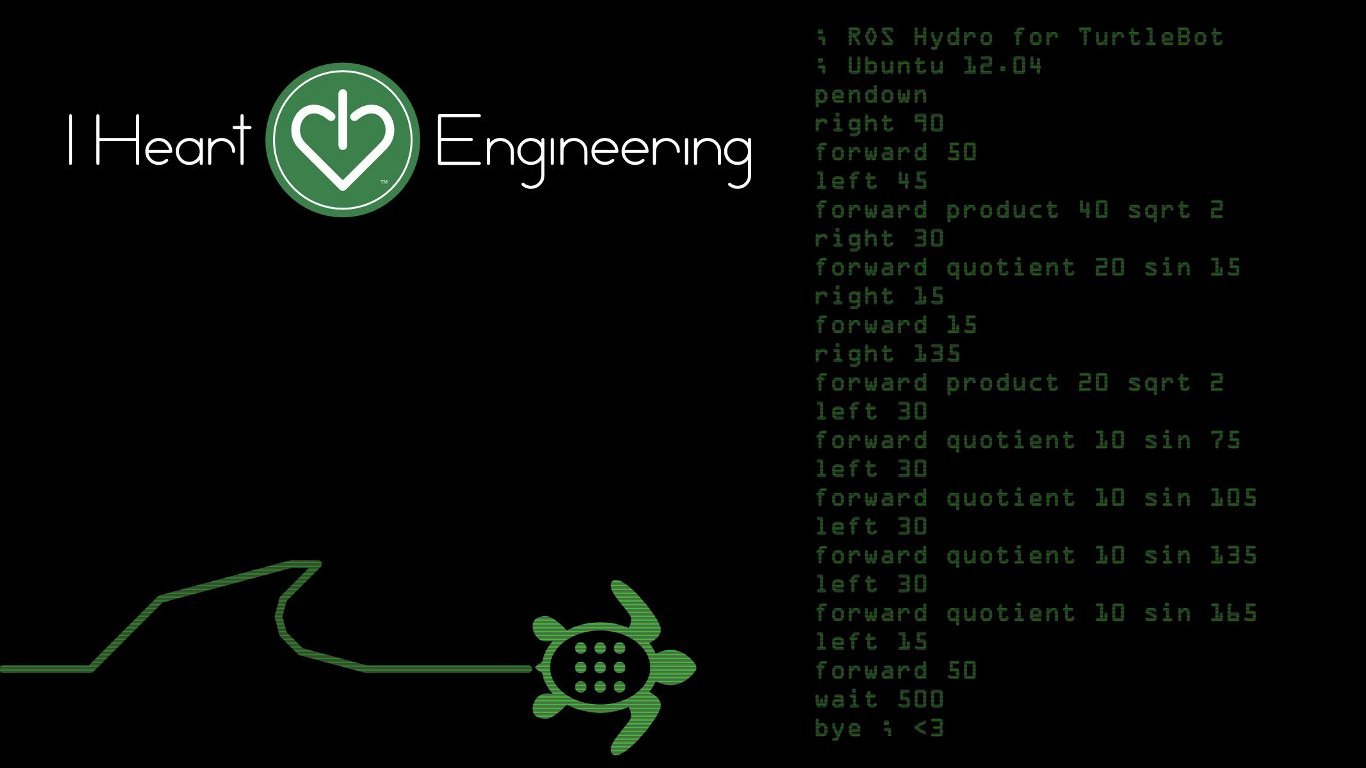 I Heart Engineering
TM
; ROS Hydro for TurtleBot
; Ubuntu 12.04
pendown
right 90
forward 50
left 45
forward product 40 sqrt 2
right 30
forward quotient 20 sin 15
right 15
forward 15
right 135
forward product 20 sqrt 2
left 30
forward quotient 10 sin 75
left 30
forward quotient 10 sin 105
left 30
forward quotient 10 sin 135
left 30
forward quotient 10 sin 165
left 15
forward 50
wait 500
bye ; <3